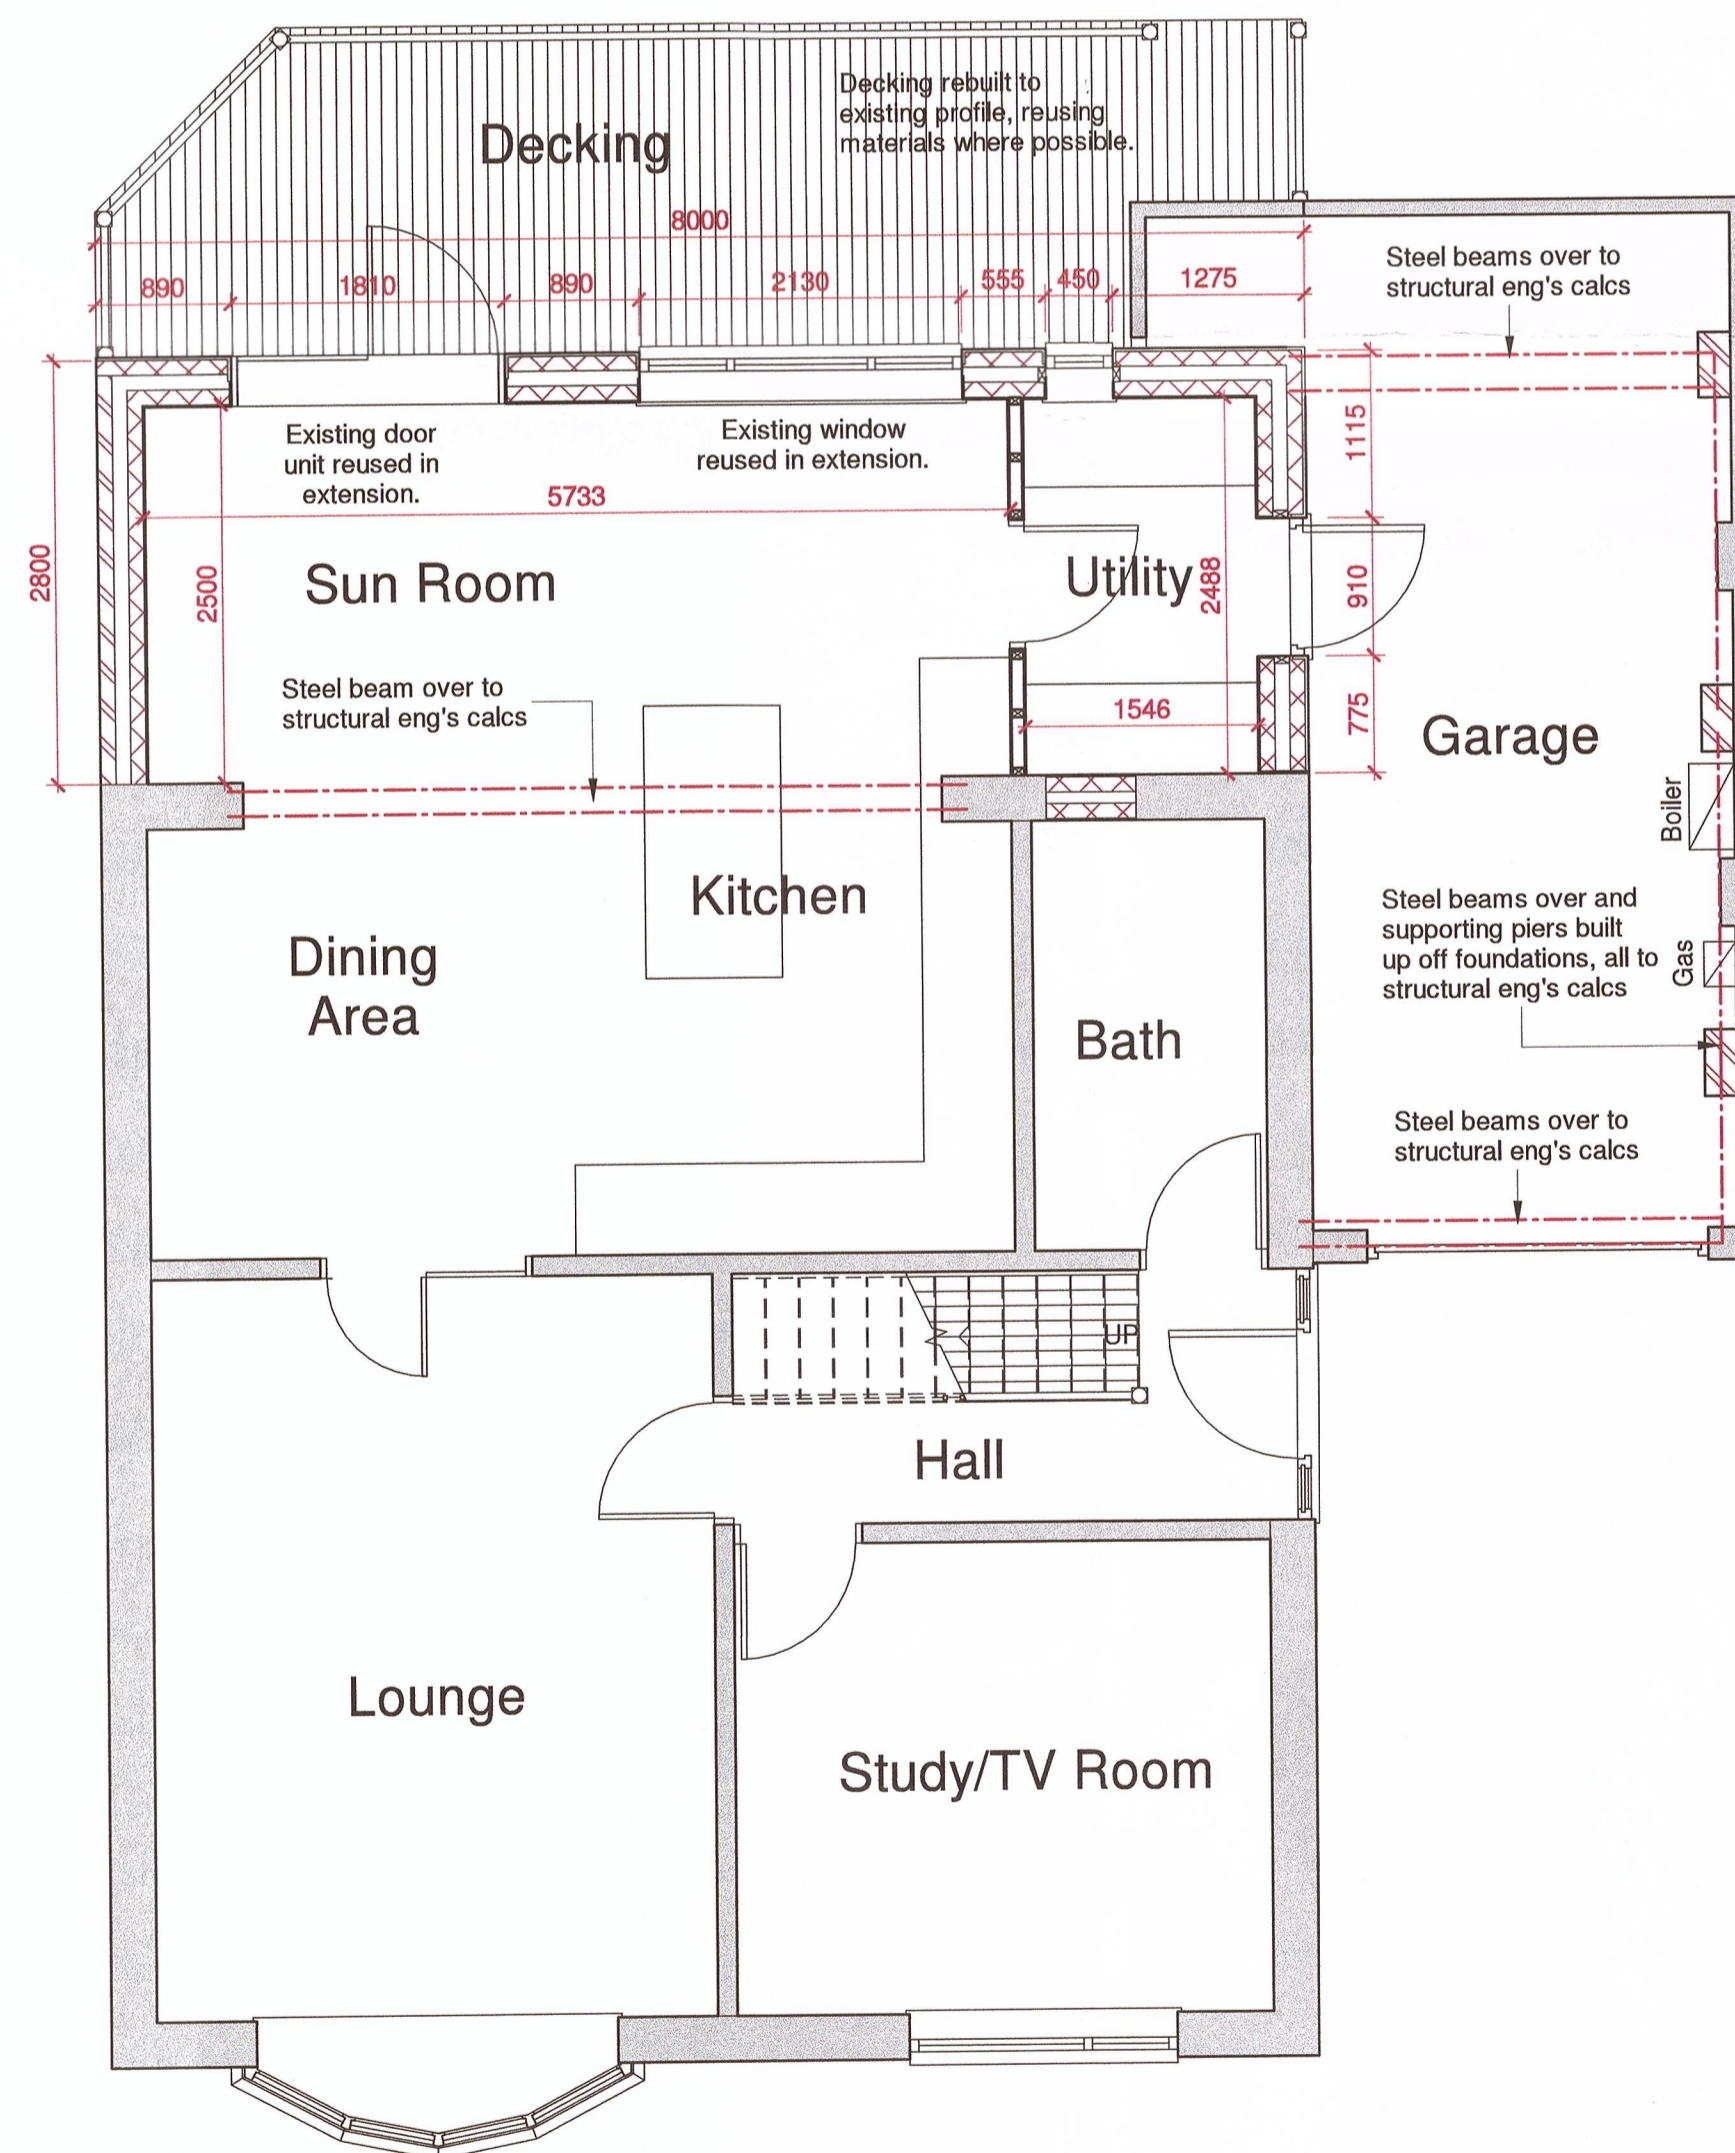 Decking rebuilt to
existing profile, reusing
materials where possible.
Decking
8000
890
1810
890
2130
555
450
1275
Steel beams over to
structural eng's calcs
Existing door
unit reused in
extension.
Existing window
reused in extension.
5733
1115
2800
2500
Sun Room
Utility
2488
910
Steel beam over to
structural eng's calcs
1546
775
Garage
Boiler
Kitchen
Dining
Area
Steel beams over and
supporting piers built
up off foundations, all to
structural eng's calcs
Gas
Bath
Steel beams over to
structural eng's calcs
UP
Hall
Lounge
Study/TV Room